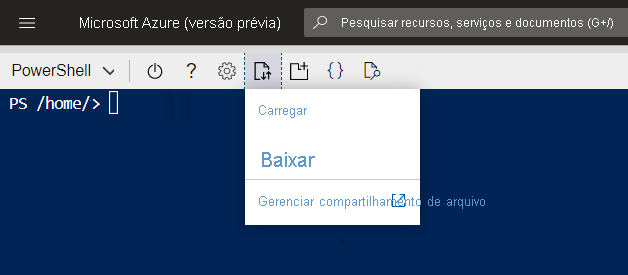 Microsoft Azure (versão prévia)
Pesquisar recursos, serviços e documentos (G+/)
PowerShell
?
{}
PS /home/>
Carregar
Baixar
Gerenciar compartilhamento de arquivo